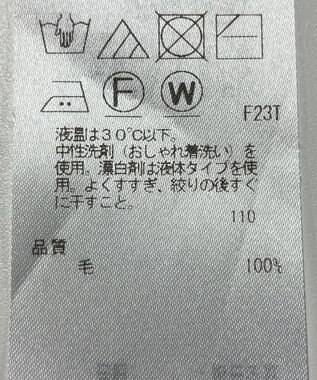 F W
F23T
液温は30℃以下。
中性洗剤（おしゃれ着洗い）を
使用。漂白剤は液体タイプを使
用。よくすすぎ、絞りの後すぐ
に干すこと。
110
品質
毛 100%